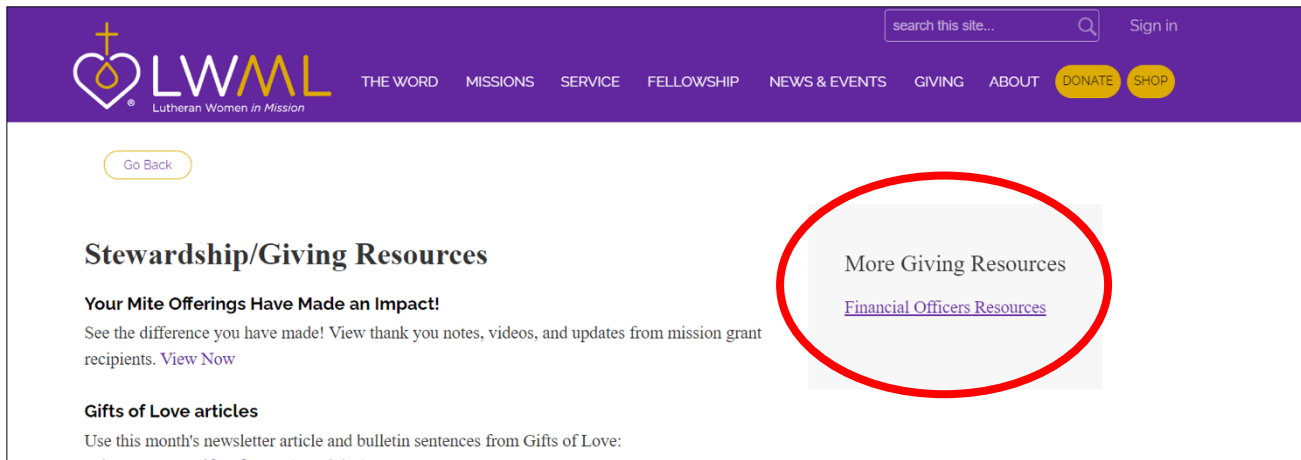 search this site...
Sign in
LWML
®
Lutheran Women in Mission
THE WORD MISSIONS SERVICE FELLOWSHIP NEWS & EVENTS GIVING ABOUT DONATE SHOP
Go Back
Stewardship/Giving Resources
Your Mite Offerings Have Made an Impact!
See the difference you have made! View thank you notes, videos, and updates from mission grant
recipients. View Now
Gifts of Love articles
Use this month's newsletter article and bulletin sentences from Gifts of Love:
More Giving Resources
Financial Officers Resources